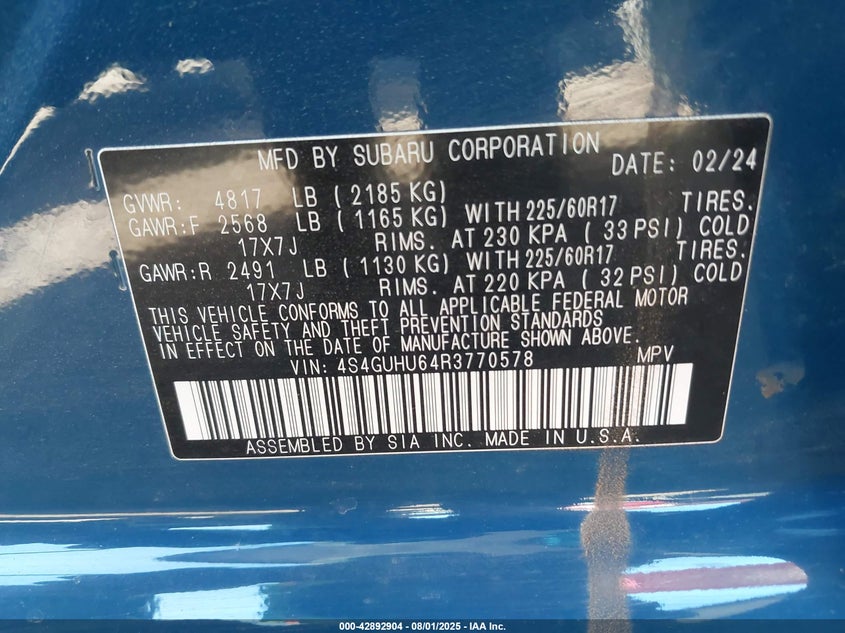 MFD BY SUBARU CORPORATION DATE: 02/24
GVWR: 4817 LB ( 2185 KG)
GAWR:F 2568 LB ( 1165 KG) WITH 225/60R17 TIRES.
17X7J RIMS. AT 230 KPA ( 33 PSI) COLD
GAWR:R 2491 LB ( 1130 KG) WITH 225/60R17 TIRES.
17X7J RIMS. AT 220 KPA ( 32 PSI) COLD
THIS VEHICLE CONFORMS TO ALL APPLICABLE FEDERAL MOTOR
VEHICLE SAFETY AND THEFT PREVENTION STANDARDS
IN EFFECT ON THE DATE OF MANUFACTURE SHOWN ABOVE.
VIN: 4S4GUHU64R3770578 MPV
ASSEMBLED BY SIA INC. MADE IN U.S.A.
000-42892904 - 08/01/2025 - IAA Inc.